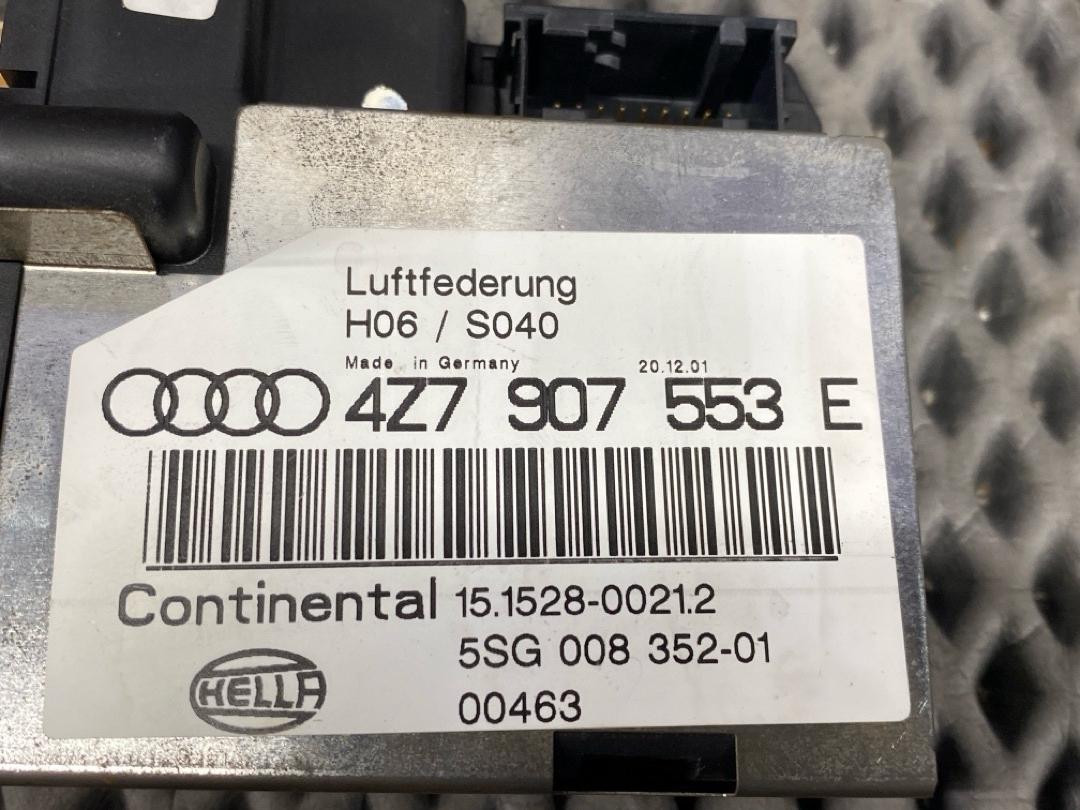 Luftfederung
H06 / S040
Made in Germany 20.12.01
4Z7 907 553 E
Continental 15.1528-0021.2
5SG 008 352-01
HELLA
00463